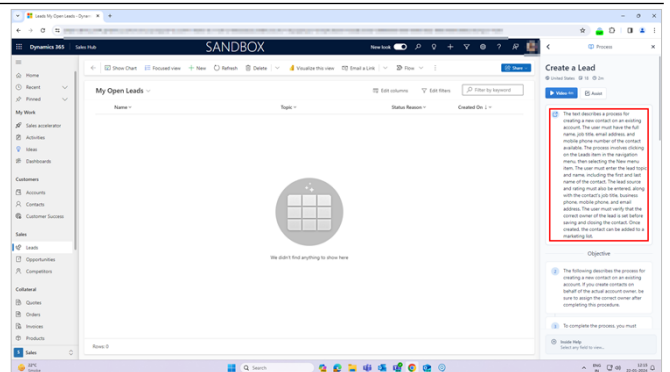 Leads My Open Leads - Dynam
Dynamics 365
Sales Hub
SANDBOX
New look
Show Chart
Focused view
New
Refresh
Delete
Visualize this view
Email a Link
Flow
Share
My Open Leads
Edit columns
Edit filters
Filter by keyword
Name
Topic
Status Reason
Created On
We didn't find anything to show here
Rows: 0
Home
Recent
Pinned
My Work
Sales accelerator
Activities
Ideas
Dashboards
Customers
Accounts
Contacts
Customer Success
Sales
Leads
Opportunities
Competitors
Collateral
Quotes
Orders
Invoices
Products
S Sales
Process
Create a Lead
United States
Video
Assist
The text describes a process for
creating a new contact on an existing
account. The user must have the full
name, job title, email address, and
mobile phone number of the contact
available. The process involves clicking
on the Leads item in the navigation
menu, then selecting the New menu
item. The user must enter the lead topic
and name, including the first and last
name of the contact. The lead source
and rating must also be entered, along
with the contact's job title, business
phone, mobile phone, and email
address. The user must verify that the
correct owner of the lead is set before
saving and closing the contact. Once
created, the contact can be added to a
marketing list.
Objective
The following describes the process for
creating a new contact on an existing
account. If you create contacts on
behalf of the actual account owner, be
sure to assign the correct owner after
completing this procedure.
To complete the process, you must
Inside Help
Select any field to view...
Search
ENG